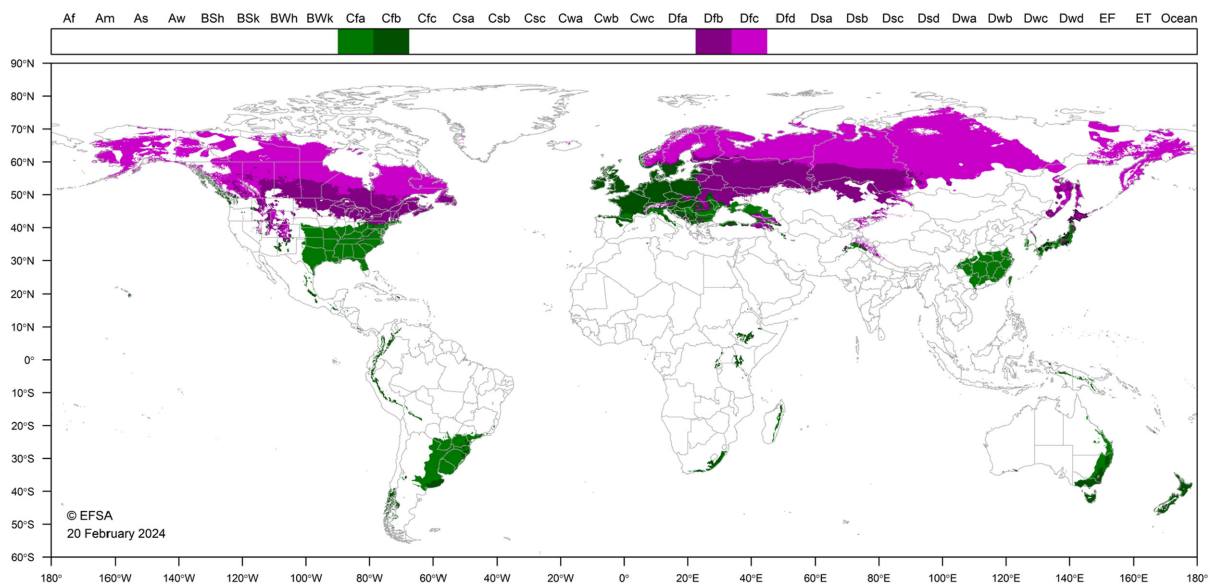 Af Am As Aw BSh BSk BWh BWk Cfa Cfb Cfc Csa Csb Csc Cwa Cwb Cwc Dfa Dfb Dfc Dfd Dsa Dsb Dsc Dsd Dwa Dwb Dwc Dwd EF ET Ocean
90°N
80°N
70°N
60°N
50°N
40°N
30°N
20°N
10°N
0°
10°S
20°S
30°S
40°S
50°S
60°S
© EFSA
20 February 2024
180° 160°W 140°W 120°W 100°W 80°W 60°W 40°W 20°W 0° 20°E 40°E 60°E 80°E 100°E 120°E 140°E 160°E 180°